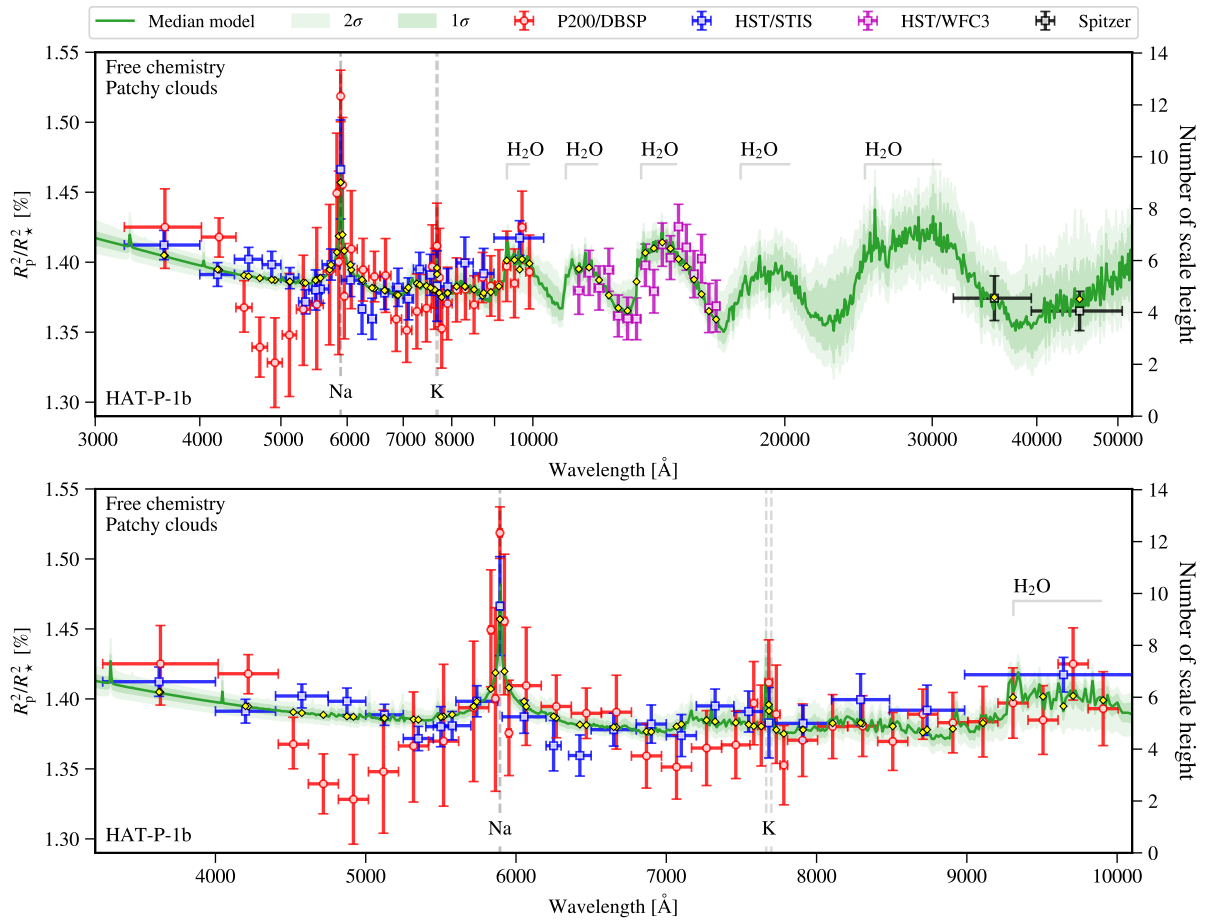 Median model 2σ 1σ P200/DBSP HST/STIS HST/WFC3 Spitzer
Free chemistry
Patchy clouds
H₂O H₂O H₂O H₂O H₂O
HAT-P-1b
Na K
1.55
1.50
1.45
1.40
1.35
1.30
R²ₚ/R²⋆ [%]
14
12
10
8
6
4
2
0
Number of scale height
3000 4000 5000 6000 7000 8000 10000 20000 30000 40000 50000
Wavelength [Å]
Free chemistry
Patchy clouds
H₂O
HAT-P-1b
Na K
1.55
1.50
1.45
1.40
1.35
1.30
R²ₚ/R²⋆ [%]
14
12
10
8
6
4
2
0
Number of scale height
4000 5000 6000 7000 8000 9000 10000
Wavelength [Å]